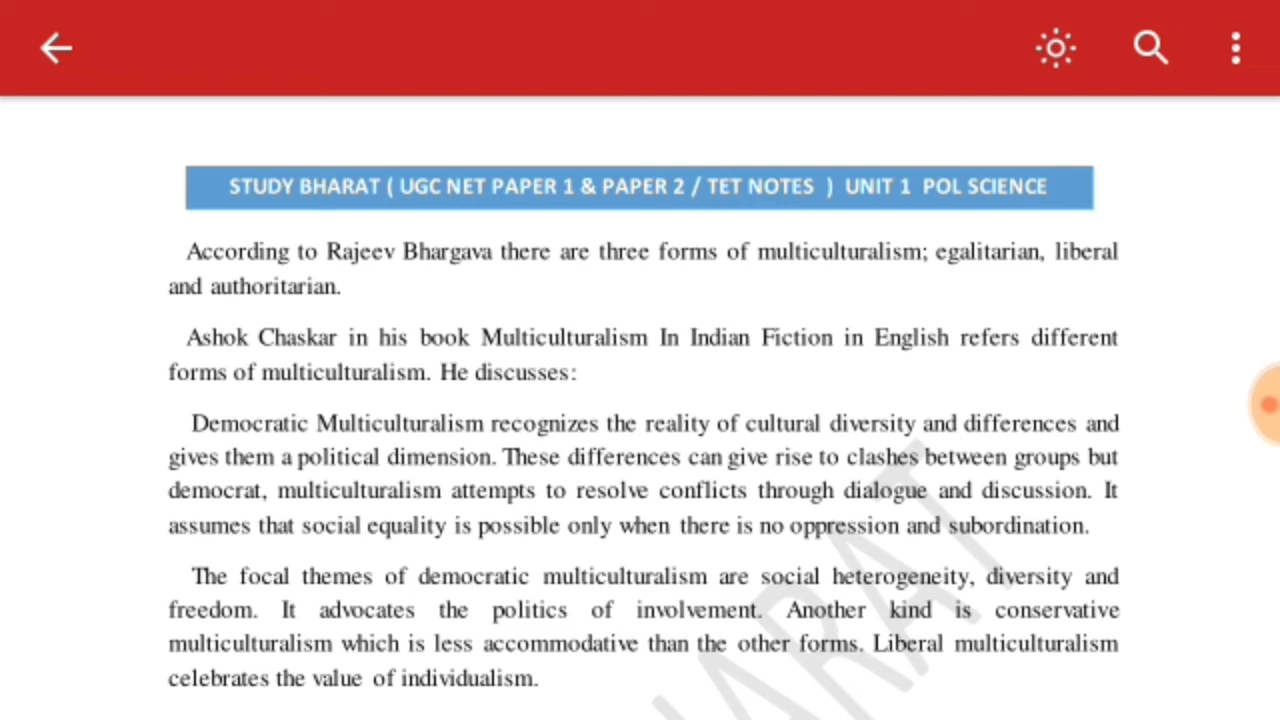 STUDY BHARAT ( UGC NET PAPER 1 & PAPER 2 / TET NOTES ) UNIT 1 POL SCIENCE
According to Rajeev Bhargava there are three forms of multiculturalism; egalitarian, liberal
and authoritarian.
Ashok Chaskar in his book Multiculturalism In Indian Fiction in English refers different
forms of multiculturalism. He discusses:
Democratic Multiculturalism recognizes the reality of cultural diversity and differences and
gives them a political dimension. These differences can give rise to clashes between groups but
democrat, multiculturalism attempts to resolve conflicts through dialogue and discussion. It
assumes that social equality is possible only when there is no oppression and subordination.
The focal themes of democratic multiculturalism are social heterogeneity, diversity and
freedom. It advocates the politics of involvement. Another kind is conservative
multiculturalism which is less accommodative than the other forms. Liberal multiculturalism
celebrates the value of individualism.